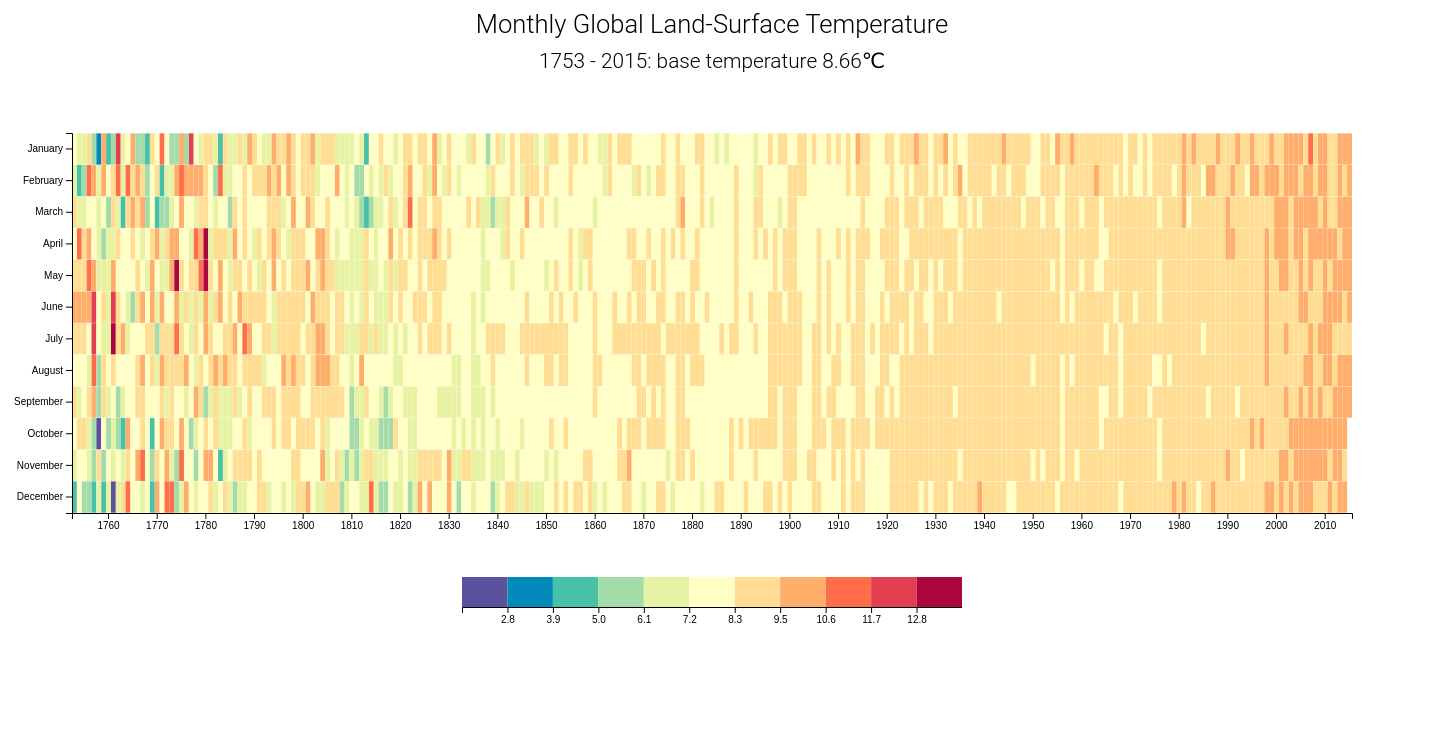 Monthly Global Land-Surface Temperature
1753 - 2015: base temperature 8.66℃
January
February
March
April
May
June
July
August
September
October
November
December
1760 1770 1780 1790 1800 1810 1820 1830 1840 1850 1860 1870 1880 1890 1900 1910 1920 1930 1940 1950 1960 1970 1980 1990 2000 2010
2.8 3.9 5.0 6.1 7.2 8.3 9.5 10.6 11.7 12.8